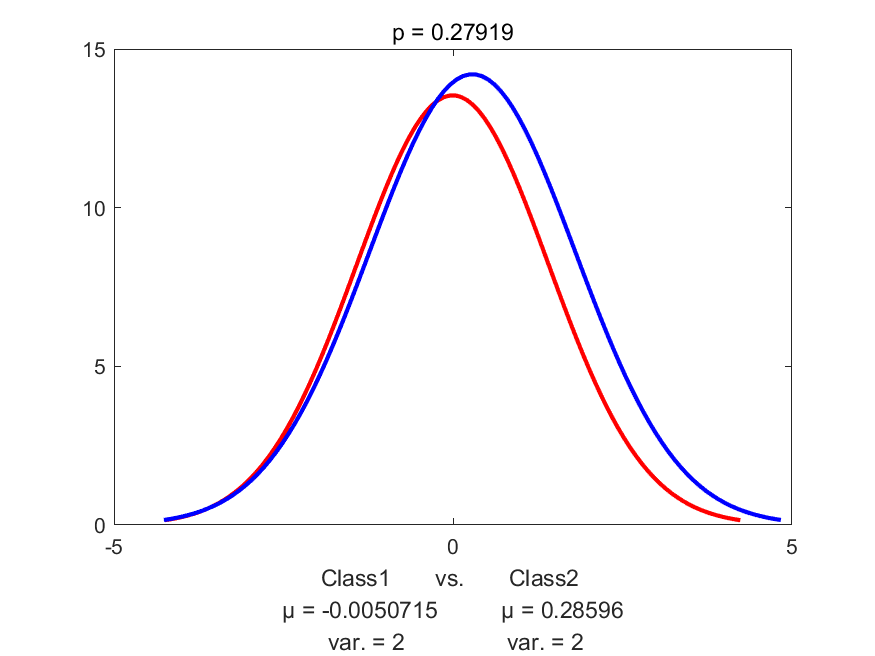 p = 0.27919
15
10
5
0
-5 0 5
Class1 vs. Class2
μ = -0.0050715 μ = 0.28596
var. = 2 var. = 2